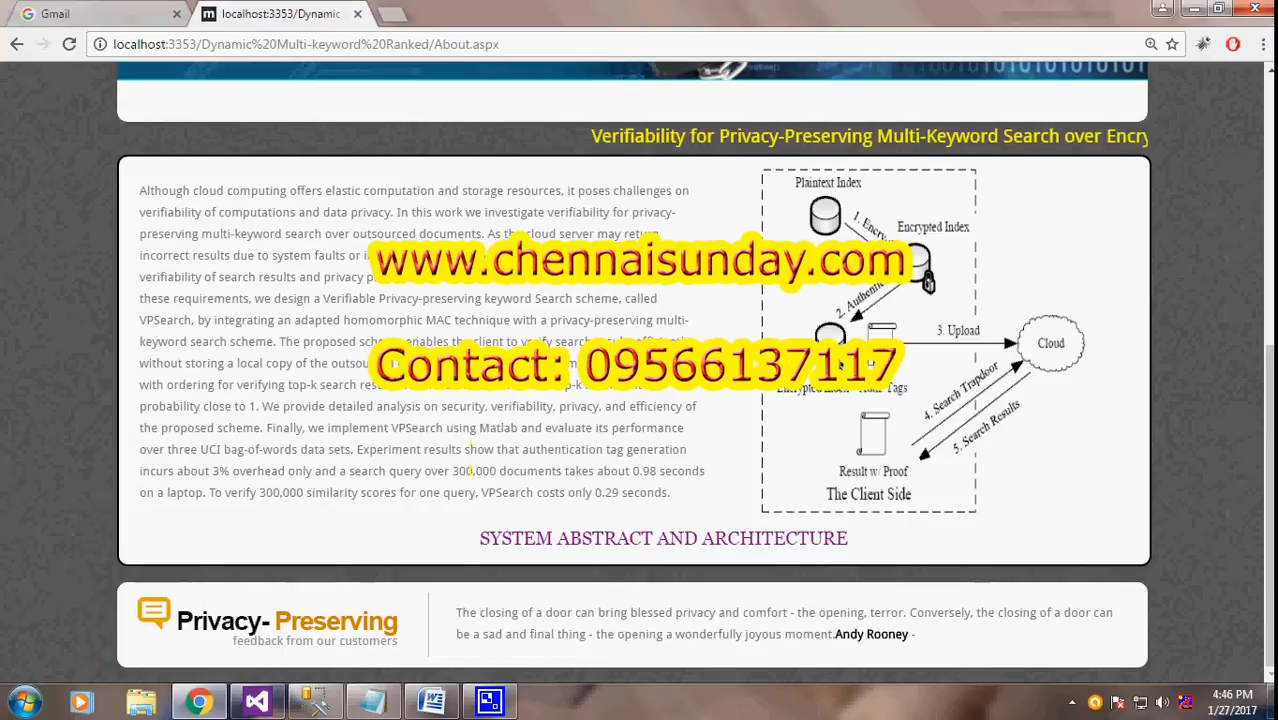 Gmail
localhost:3353/Dynamic
localhost:3353/Dynamic%20Multi-keyword%20Ranked/About.aspx
Verifiability for Privacy-Preserving Multi-Keyword Search over Encry
Although cloud computing offers elastic computation and storage resources, it poses challenges on
verifiability of computations and data privacy. In this work we investigate verifiability for privacy-
preserving multi-keyword search over outsourced documents. As the cloud server may return
incorrect results due to system faults or
verifiability of search results and privacy
these requirements, we design a Verifiable Privacy-preserving keyword Search scheme, called
VPSearch, by integrating an adapted homomorphic MAC technique with a privacy-preserving multi-
keyword search scheme. The proposed scheme enables the client to verify search
without storing a local copy of the
with ordering for verifying top-k search
probability close to 1. We provide detailed analysis on security, verifiability, privacy, and efficiency of
the proposed scheme. Finally, we implement VPSearch using Matlab and evaluate its performance
over three UCI bag-of-words data sets. Experiment results show that authentication tag generation
incurs about 3% overhead only and a search query over 300,000 documents takes about 0.98 seconds
on a laptop. To verify 300,000 similarity scores for one query, VPSearch costs only 0.29 seconds.
www.chennaisunday.com
Contact: 09566137117
Plaintext Index
1.
Encrypted Index
2.
3. Upload
Cloud
Tags
4. Search Trapdoor
5. Search Results
Result w/ Proof
The Client Side
SYSTEM ABSTRACT AND ARCHITECTURE
Privacy- Preserving
feedback from our customers
The closing of a door can bring blessed privacy and comfort - the opening, terror. Conversely, the closing of a door can
be a sad and final thing - the opening a wonderfully joyous moment.Andy Rooney -
4:46 PM
1/27/2017